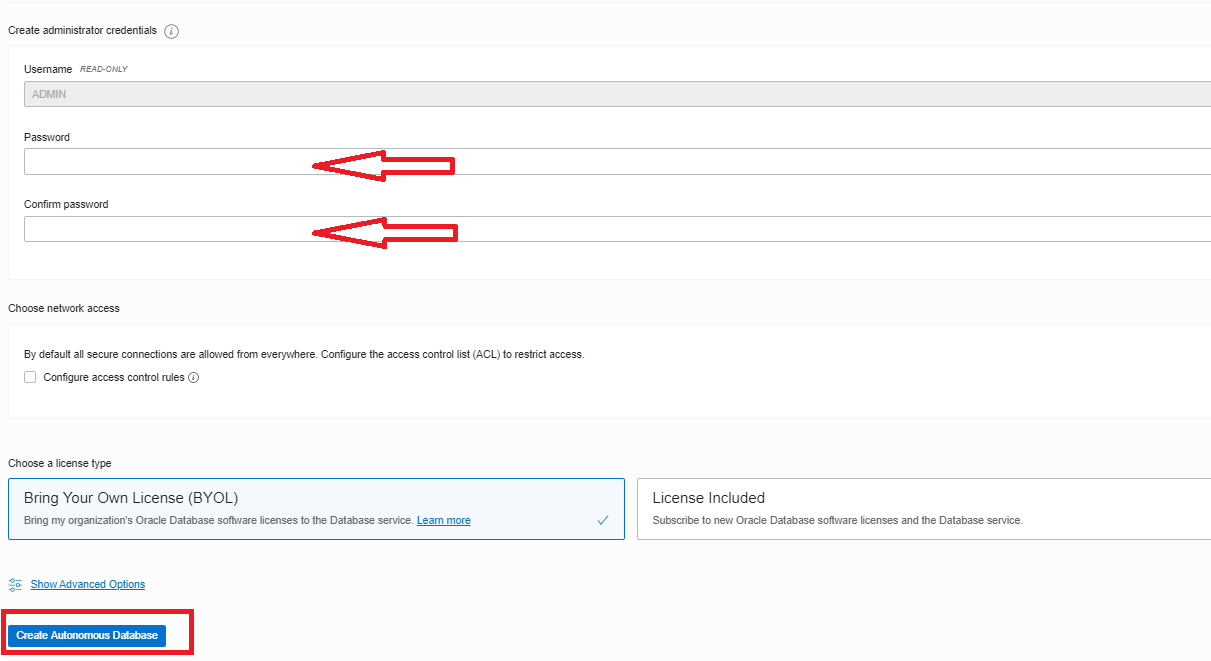 Create administrator credentials
Username READ-ONLY
ADMIN
Password
Confirm password
Choose network access
By default all secure connections are allowed from everywhere. Configure the access control list (ACL) to restrict access.
Configure access control rules
Choose a license type
Bring Your Own License (BYOL)
Bring my organization's Oracle Database software licenses to the Database service. Learn more
License Included
Subscribe to new Oracle Database software licenses and the Database service.
Show Advanced Options
Create Autonomous Database